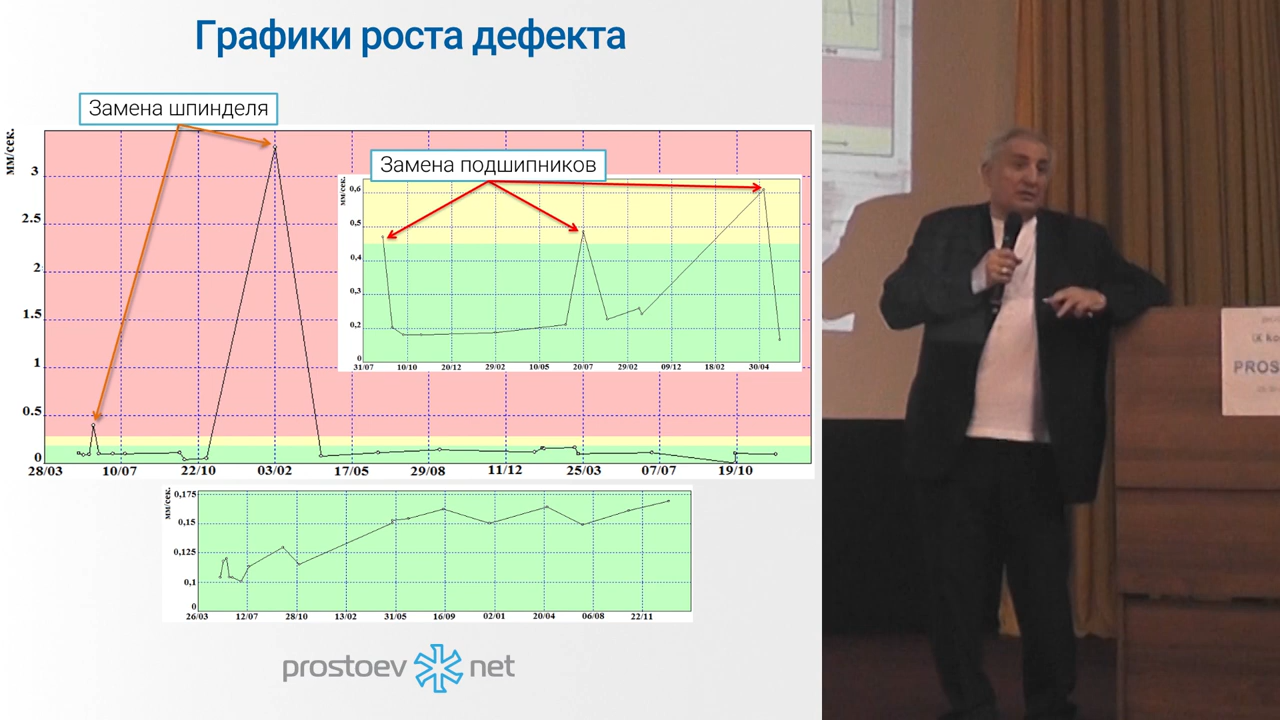 Графики роста дефекта
Замена шпинделя
мм/сек.
3
2.5
2
1.5
1
0.5
0
28/03 10/07 22/10 03/02 17/05 29/08 11/12 25/03 07/07 19/10
Замена подшипников
мм/сек.
0,6
0,5
0,4
0,3
0,2
0
31/07 10/10 20/12 29/02 10/05 20/07 29/02 09/12 18/02 30/04
мм/сек.
0,175
0,15
0,125
0,1
0
26/03 12/07 28/10 13/02 31/05 16/09 02/01 20/04 06/08 22/11
prostoev net
PROS